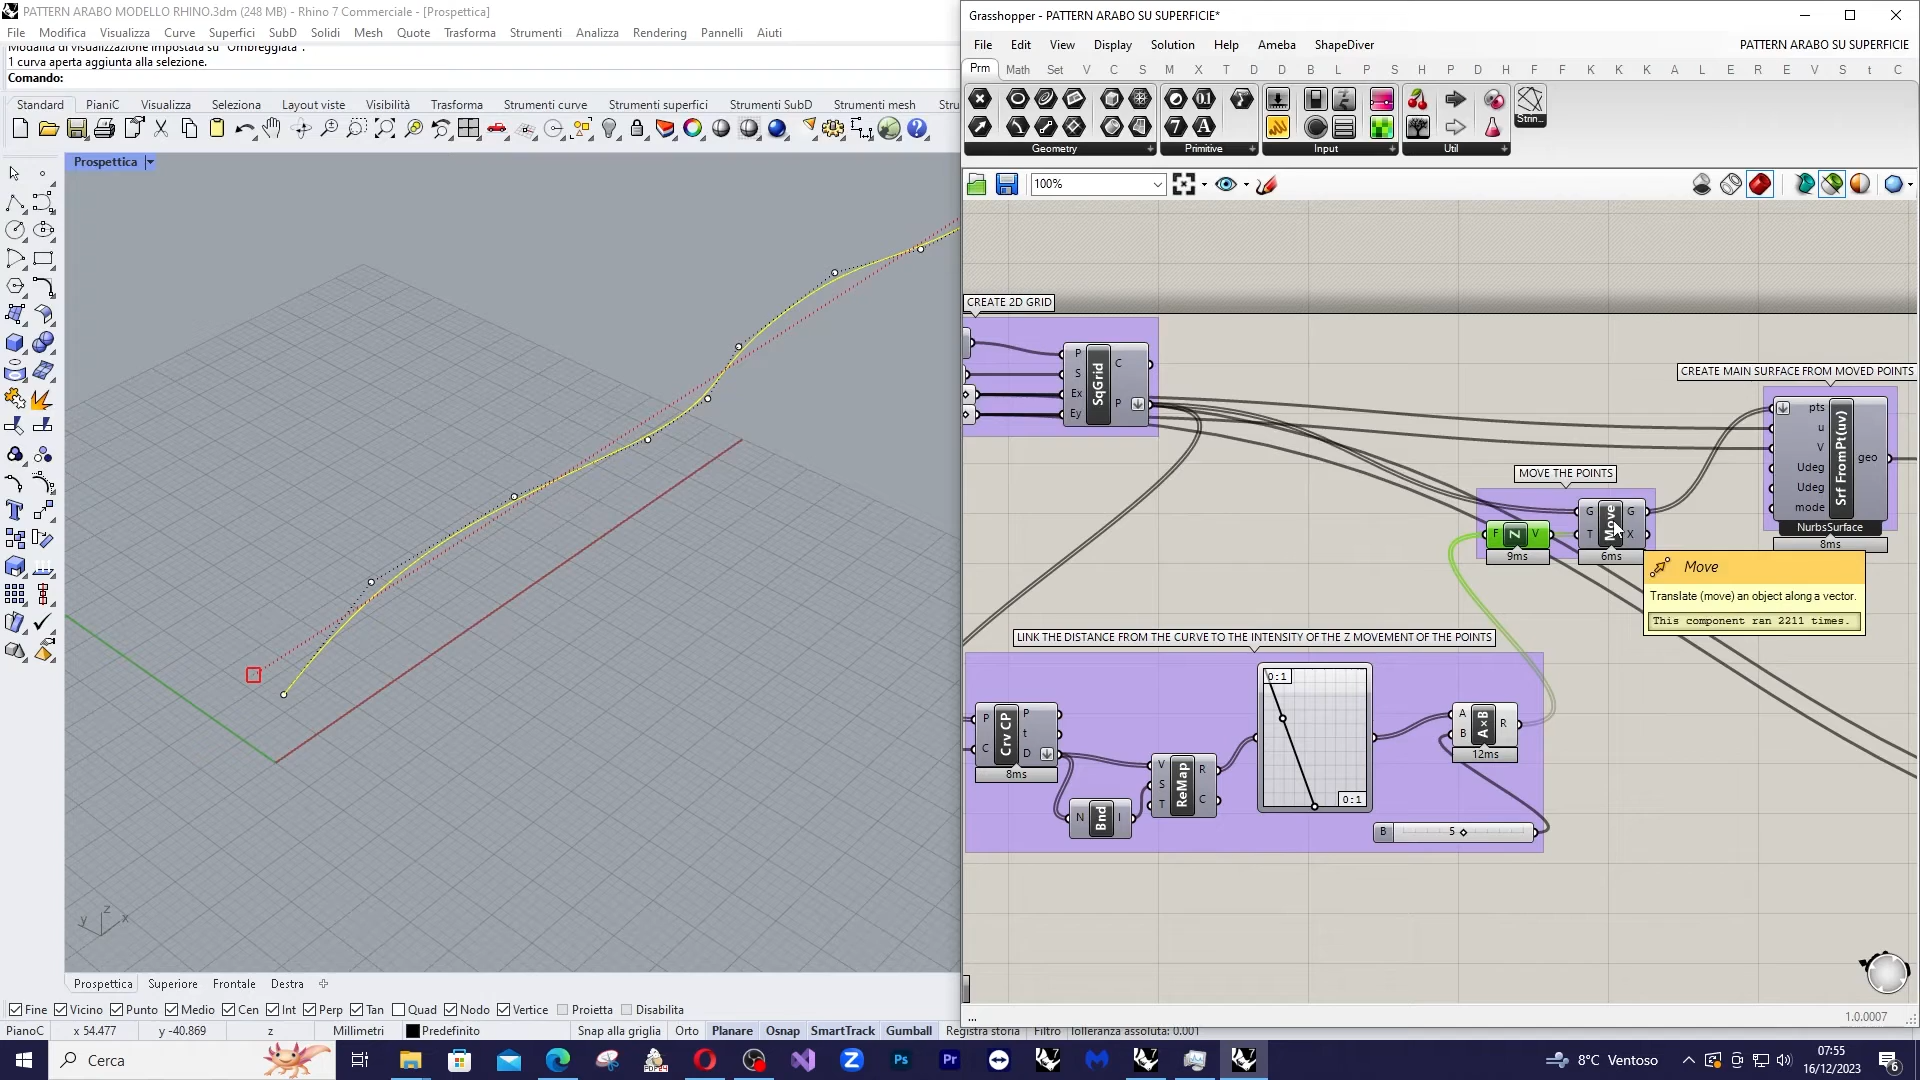 PATTERN ARABO MODELLO RHINO.3dm (248 MB) - Rhino 7 Commerciale - [Prospettica]
File Modifica Visualizza Curve Superfici SubD Solidi Mesh Quote Trasforma Strumenti Analizza Rendering Pannelli Aiuti
Modalità di visualizzazione impostata su "Ombreggiata".
1 curva aperta aggiunta alla selezione.
Comando:
Standard PianiC Visualizza Seleziona Layout viste Visibilità Trasforma Strumenti curve Strumenti superfici Strumenti SubD Strumenti mesh Stru
Prospettica
z
y x
Prospettica Superiore Frontale Destra
Fine Vicino Punto Medio Cen Int Perp Tan Quad Nodo Vertice Proietta Disabilita
PianoC x 54.477 y -40.869 z Millimetri Predefinito Snap alla griglia Orto Planare Osnap SmartTrack Gumball Registra storia Filtro Tolleranza assoluta: 0.001
Grasshopper - PATTERN ARABO SU SUPERFICIE*
File Edit View Display Solution Help Ameba ShapeDiver
PATTERN ARABO SU SUPERFICIE
Prm Math Set V C S M X T D D B L P S H P D H F F K K K A L E R E V S t C
Strin...
Geometry Primitive Input Util
100%
CREATE 2D GRID
P S Ex Ey SqGrid C P
CREATE MAIN SURFACE FROM MOVED POINTS
pts u V Udeg Udeg mode Srf FromPt(uv) geo
NurbsSurface
8ms
MOVE THE POINTS
F Z V
9ms
G T Move G X
6ms
Move
Translate (move) an object along a vector.
This component ran 2211 times.
LINK THE DISTANCE FROM THE CURVE TO THE INTENSITY OF THE Z MOVEMENT OF THE POINTS
P C Crv CP P t D
8ms
N Bnd I
V S T ReMap R C
0:1
0:1
A B A×B R
12ms
B 5
...
1.0.0007
Cerca
8°C Ventoso
07:55
16/12/2023
6